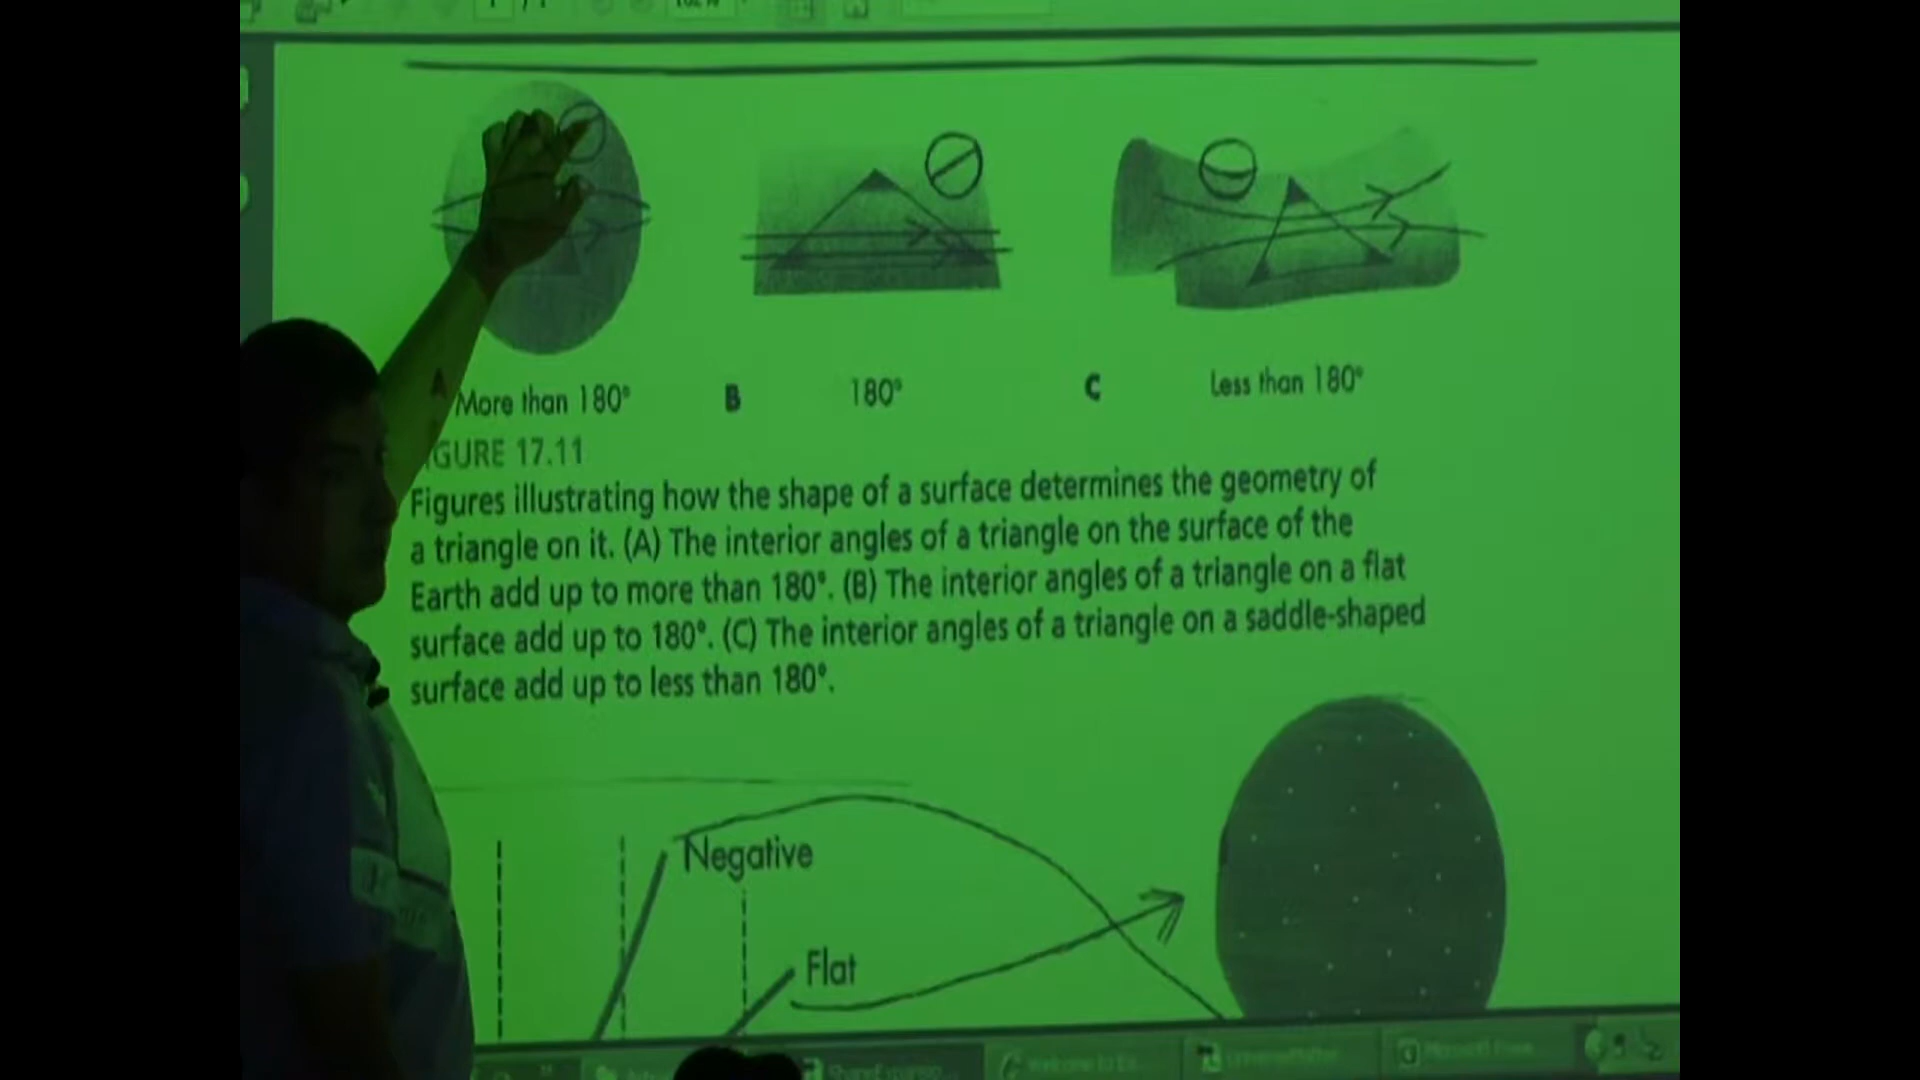 A More than 180°
B 180°
C Less than 180°
GURE 17.11
Figures illustrating how the shape of a surface determines the geometry of
a triangle on it. (A) The interior angles of a triangle on the surface of the
Earth add up to more than 180°. (B) The interior angles of a triangle on a flat
surface add up to 180°. (C) The interior angles of a triangle on a saddle-shaped
surface add up to less than 180°.
Negative
Flat